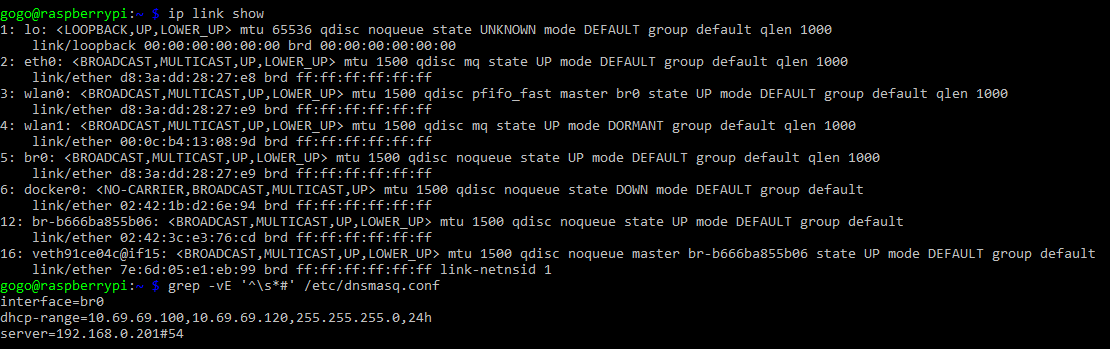 gogo@raspberrypi:~ $ ip link show
1: lo: <LOOPBACK,UP,LOWER_UP> mtu 65536 qdisc noqueue state UNKNOWN mode DEFAULT group default qlen 1000
    link/loopback 00:00:00:00:00:00 brd 00:00:00:00:00:00
2: eth0: <BROADCAST,MULTICAST,UP,LOWER_UP> mtu 1500 qdisc mq state UP mode DEFAULT group default qlen 1000
    link/ether d8:3a:dd:28:27:e8 brd ff:ff:ff:ff:ff:ff
3: wlan0: <BROADCAST,MULTICAST,UP,LOWER_UP> mtu 1500 qdisc pfifo_fast master br0 state UP mode DEFAULT group default qlen 1000
    link/ether d8:3a:dd:28:27:e9 brd ff:ff:ff:ff:ff:ff
4: wlan1: <BROADCAST,MULTICAST,UP,LOWER_UP> mtu 1500 qdisc mq state UP mode DORMANT group default qlen 1000
    link/ether 00:0c:b4:13:08:9d brd ff:ff:ff:ff:ff:ff
5: br0: <BROADCAST,MULTICAST,UP,LOWER_UP> mtu 1500 qdisc noqueue state UP mode DEFAULT group default qlen 1000
    link/ether d8:3a:dd:28:27:e9 brd ff:ff:ff:ff:ff:ff
6: docker0: <NO-CARRIER,BROADCAST,MULTICAST,UP> mtu 1500 qdisc noqueue state DOWN mode DEFAULT group default
    link/ether 02:42:1b:d2:6e:94 brd ff:ff:ff:ff:ff:ff
12: br-b666ba855b06: <BROADCAST,MULTICAST,UP,LOWER_UP> mtu 1500 qdisc noqueue state UP mode DEFAULT group default
    link/ether 02:42:3c:e3:76:cd brd ff:ff:ff:ff:ff:ff
16: veth91ce04c@if15: <BROADCAST,MULTICAST,UP,LOWER_UP> mtu 1500 qdisc noqueue master br-b666ba855b06 state UP mode DEFAULT group default
    link/ether 7e:6d:05:e1:eb:99 brd ff:ff:ff:ff:ff:ff link-netnsid 1
gogo@raspberrypi:~ $ grep -vE '^\s*#' /etc/dnsmasq.conf
interface=br0
dhcp-range=10.69.69.100,10.69.69.120,255.255.255.0,24h
server=192.168.0.201#54